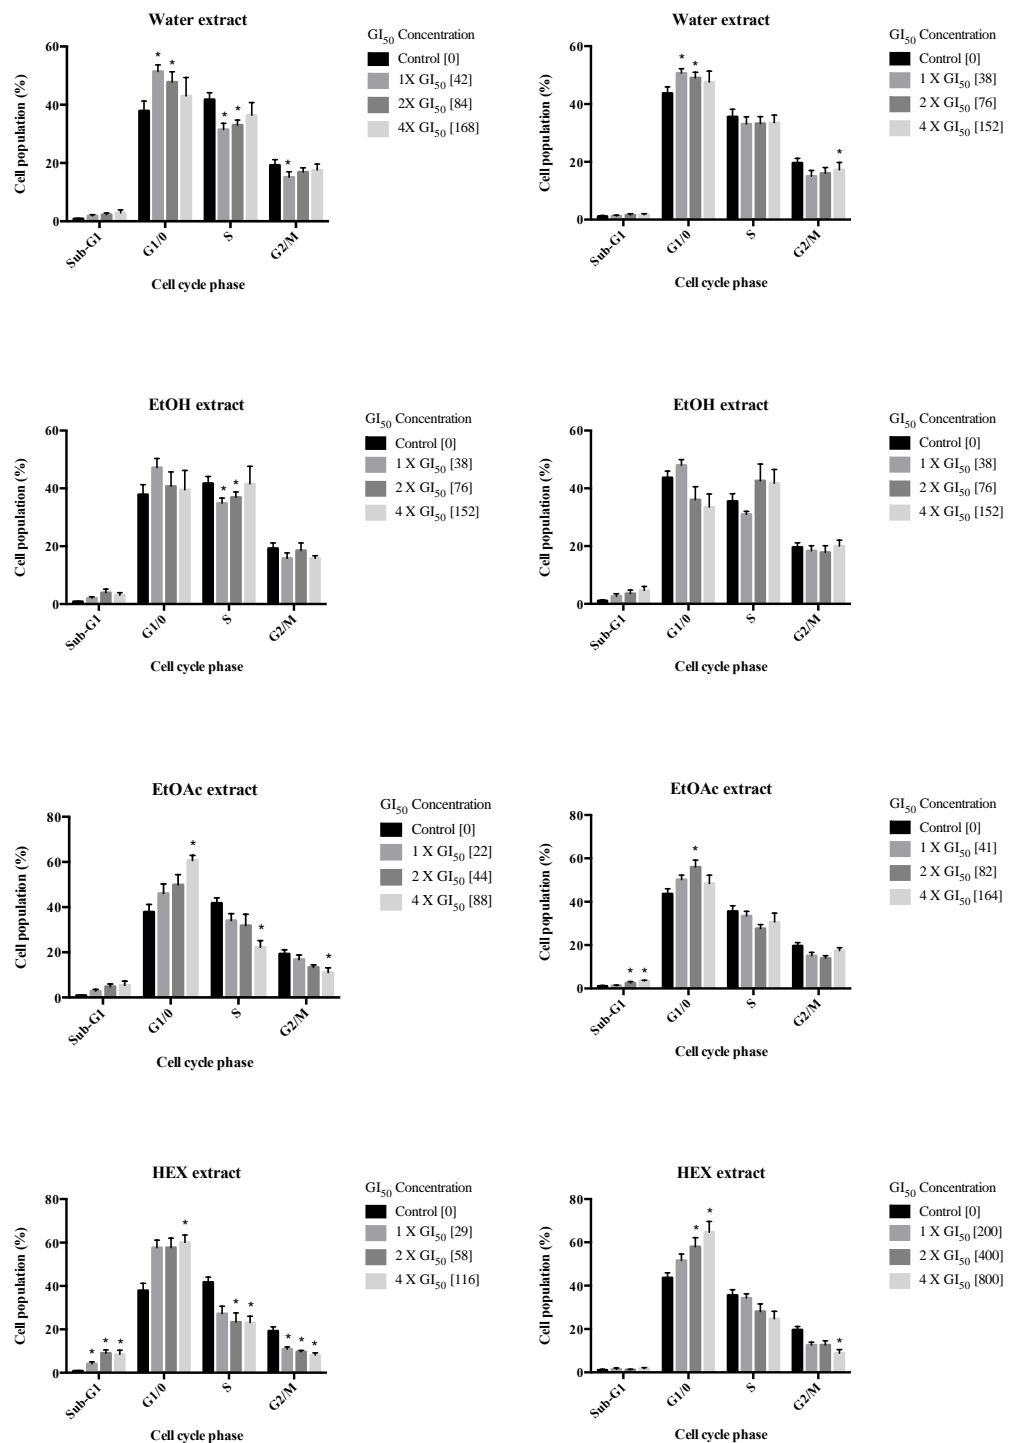 Water extract
GI50 Concentration
Control [0]
1X GI50 [42]
2X GI50 [84]
4X GI50 [168]
Cell population (%)
60
40
20
0
* * * * *
Sub-G1 G1/0 S G2/M
Cell cycle phase
Water extract
GI50 Concentration
Control [0]
1 X GI50 [38]
2 X GI50 [76]
4 X GI50 [152]
Cell population (%)
60
40
20
0
* * *
Sub-G1 G1/0 S G2/M
Cell cycle phase
EtOH extract
GI50 Concentration
Control [0]
1 X GI50 [38]
2 X GI50 [76]
4 X GI50 [152]
Cell population (%)
60
40
20
0
* *
Sub-G1 G1/0 S G2/M
Cell cycle phase
EtOH extract
GI50 Concentration
Control [0]
1 X GI50 [38]
2 X GI50 [76]
4 X GI50 [152]
Cell population (%)
60
40
20
0
Sub-G1 G1/0 S G2/M
Cell cycle phase
EtOAc extract
GI50 Concentration
Control [0]
1 X GI50 [22]
2 X GI50 [44]
4 X GI50 [88]
Cell population (%)
80
60
40
20
0
* * *
Sub-G1 G1/0 S G2/M
Cell cycle phase
EtOAc extract
GI50 Concentration
Control [0]
1 X GI50 [41]
2 X GI50 [82]
4 X GI50 [164]
Cell population (%)
80
60
40
20
0
* * *
Sub-G1 G1/0 S G2/M
Cell cycle phase
HEX extract
GI50 Concentration
Control [0]
1 X GI50 [29]
2 X GI50 [58]
4 X GI50 [116]
Cell population (%)
80
60
40
20
0
* * * * * * * * *
Sub-G1 G1/0 S G2/M
Cell cycle phase
HEX extract
GI50 Concentration
Control [0]
1 X GI50 [200]
2 X GI50 [400]
4 X GI50 [800]
Cell population (%)
80
60
40
20
0
* * *
Sub-G1 G1/0 S G2/M
Cell cycle phase